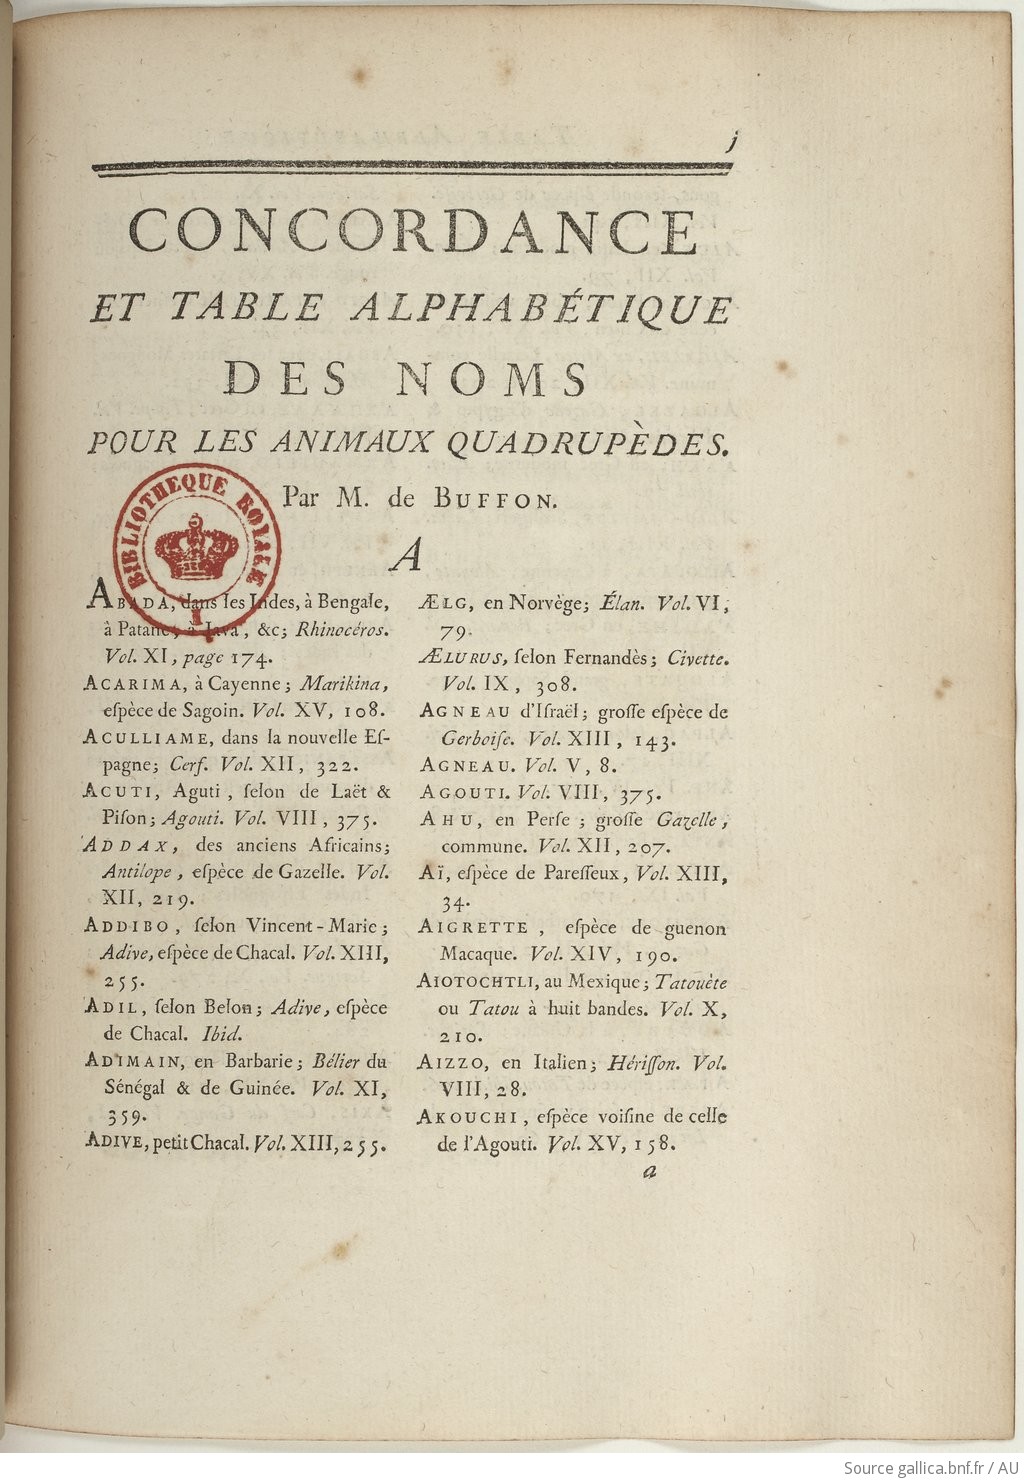 j
CONCORDANCE
ET TABLE ALPHABÉTIQUE
DES NOMS
POUR LES ANIMAUX QUADRUPÈDES.
Par M. de BUFFON.
BIBLIOTHEQUE ROYALE
I
A
ABADA, dans les Indes, à Bengale,
à Patane, à Java, &c; Rhinocéros.
Vol. XI, page 174.
ACARIMA, à Cayenne; Marikina,
eſpèce de Sagoin. Vol. XV, 108.
ACULLIAME, dans la nouvelle Eſ-
pagne; Cerf. Vol. XII, 322.
ACUTI, Aguti, ſelon de Laët &
Piſon; Agouti. Vol. VIII, 375.
ADDAX, des anciens Africains;
Antilope, eſpèce de Gazelle. Vol.
XII, 219.
ADDIBO, ſelon Vincent-Marie;
Adive, eſpèce de Chacal. Vol. XIII,
255.
ADIL, ſelon Belon; Adive, eſpèce
de Chacal. Ibid.
ADIMAIN, en Barbarie; Bélier du
Sénégal & de Guinée. Vol. XI,
359.
ADIVE, petit Chacal. Vol. XIII, 255.
ÆLG, en Norvège; Élan. Vol. VI,
79.
ÆLURUS, ſelon Fernandès; Civette.
Vol. IX, 308.
AGNEAU d'Iſraël; groſſe eſpèce de
Gerboiſe. Vol. XIII, 143.
AGNEAU. Vol. V, 8.
AGOUTI. Vol. VIII, 375.
AHU, en Perſe; groſſe Gazelle,
commune. Vol. XII, 207.
AÏ, eſpèce de Pareſſeux, Vol. XIII,
34.
AIGRETTE, eſpèce de guenon
Macaque. Vol. XIV, 190.
AÏOTOCHTLI, au Mexique; Tatouète
ou Tatou à huit bandes. Vol. X,
210.
AIZZO, en Italien; Hériſſon. Vol.
VIII, 28.
AKOUCHI, eſpèce voiſine de celle
de l'Agouti. Vol. XV, 158.
a
Source gallica.bnf.fr / AU